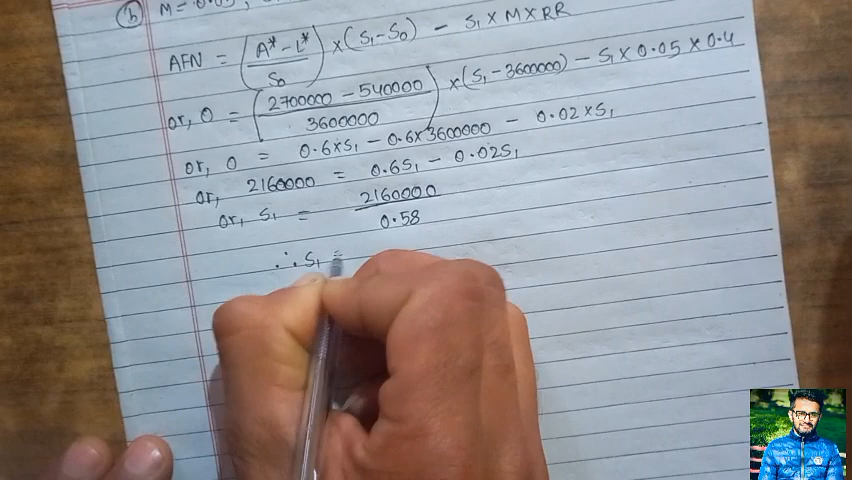 (b) M = 0.05,
AFN = ((A* - L*)/S₀) × (S₁ - S₀) - S₁ × M × RR
or, 0 = ((2700000 - 540000)/3600000) × (S₁ - 3600000) - S₁ × 0.05 × 0.4
or, 0 = 0.6×S₁ - 0.6×3600000 - 0.02×S₁
or, 2160000 = 0.6S₁ - 0.02S₁
or, S₁ = 2160000/0.58
∴ S₁ =